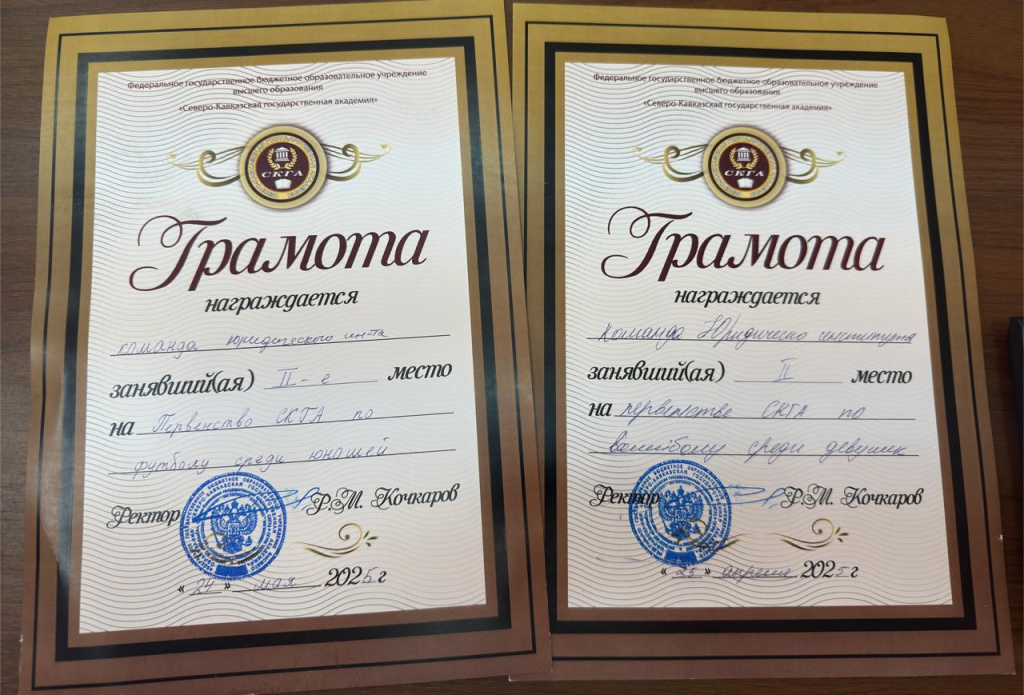 Федеральное государственное бюджетное образовательное учреждение
высшего образования
«Северо-Кавказская государственная академия»
СКГА
Грамота
награждается
команда юридического ин-та
занявший(ая) II-е место
на Первенство СКГА по
футболу среди юношей
Ректор Р.М. Кочкаров
«24» мая 2025 г
Федеральное государственное бюджетное образовательное учреждение
высшего образования
«Северо-Кавказская государственная академия»
СКГА
Грамота
награждается
команда Юридическо института
занявший(ая) II место
на первенстве СКГА по
волейболу среди девушек
Ректор Р.М. Кочкаров
«25» апреля 2025 г